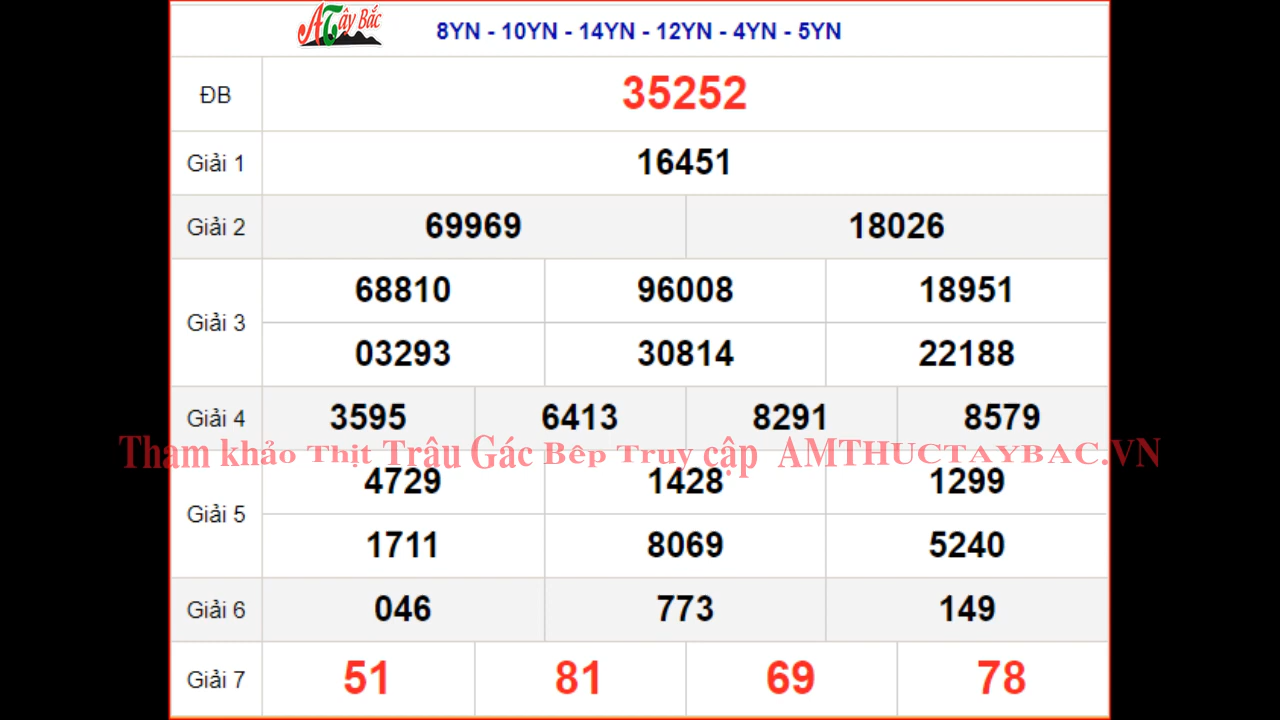 ATây Bắc
8YN - 10YN - 14YN - 12YN - 4YN - 5YN
ĐB 35252
Giải 1 16451
Giải 2 69969 18026
Giải 3 68810 96008 18951
03293 30814 22188
Giải 4 3595 6413 8291 8579
Tham khảo Thịt Trâu Gác Bếp Truy cập AMTHUCTAYBAC.VN
Giải 5 4729 1428 1299
1711 8069 5240
Giải 6 046 773 149
Giải 7 51 81 69 78